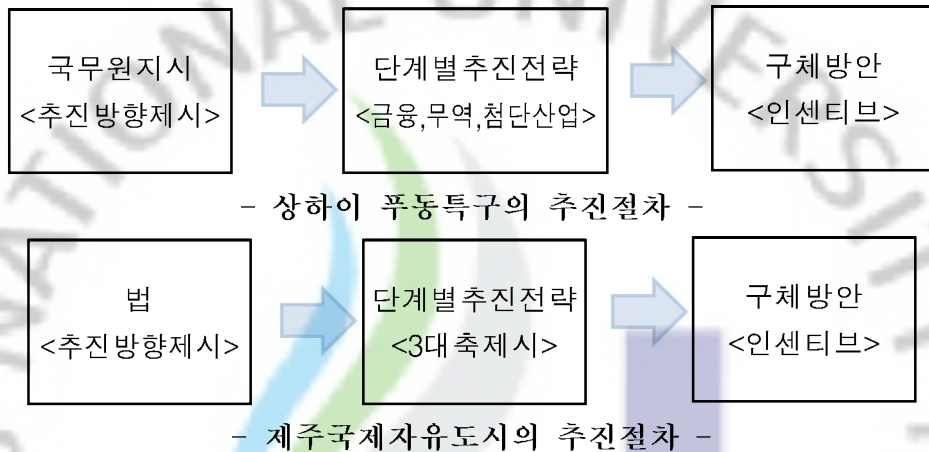 국무원지시
<추진방향제시>
단계별추진전략
<금융,무역,첨단산업>
구체방안
<인센티브>
- 상하이 푸동특구의 추진절차 -
법
<추진방향제시>
단계별추진전략
<3대축제시>
구체방안
<인센티브>
- 제주국제자유도시의 추진절차 -
NATIONAL UNIVERSITY